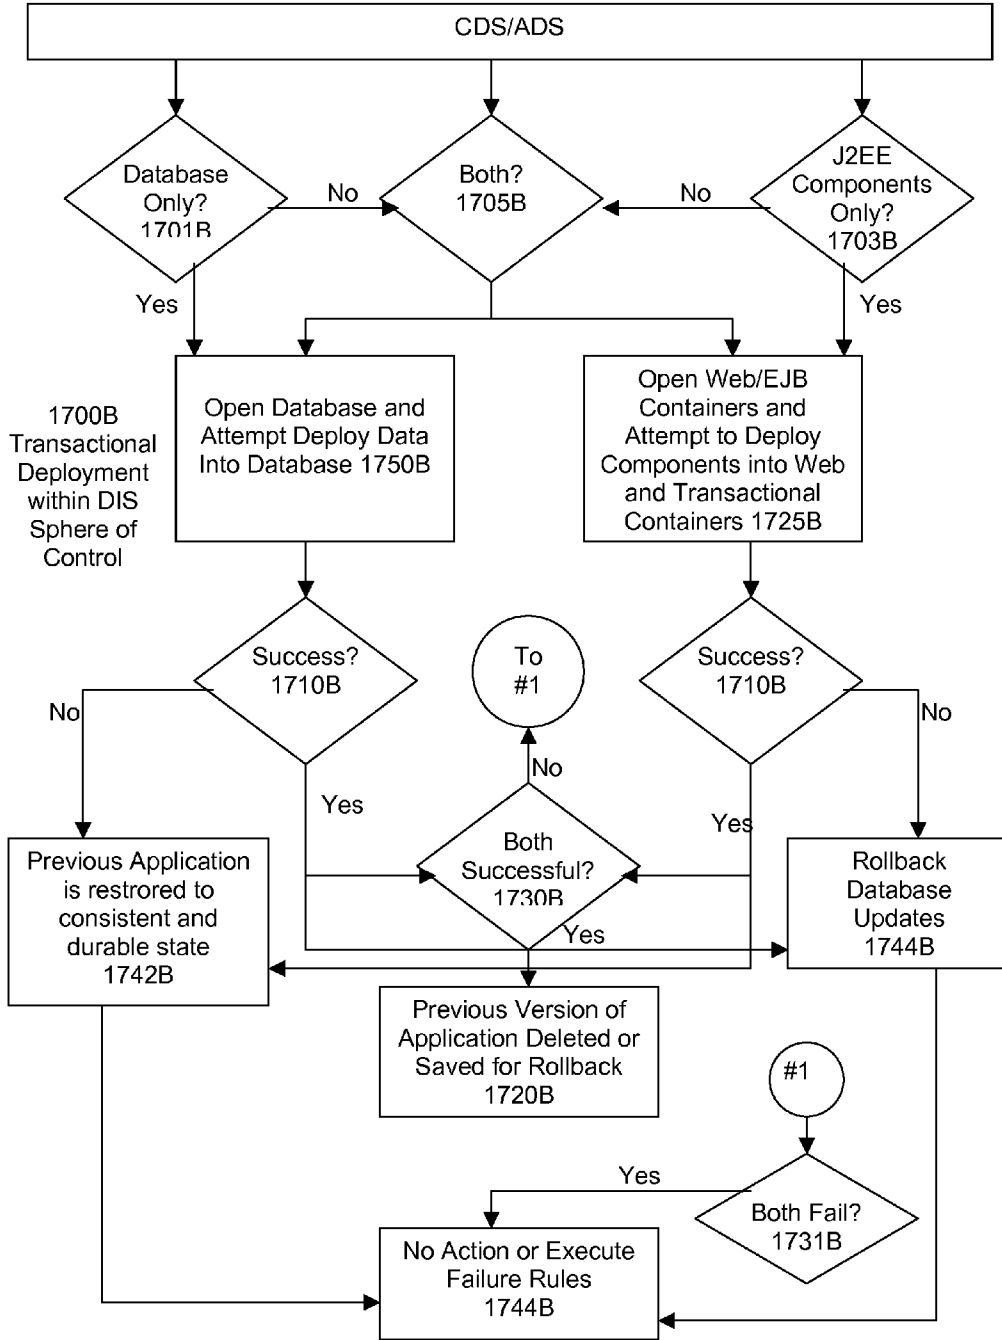 CDS/ADS
Database
Only?
1701B
No
Both?
1705B
No
J2EE
Components
Only?
1703B
Yes
Yes
1700B
Transactional
Deployment
within DIS
Sphere of
Control
Open Database and
Attempt Deploy Data
Into Database 1750B
Open Web/EJB
Containers and
Attempt to Deploy
Components into Web
and Transactional
Containers 1725B
Success?
1710B
To
#1
Success?
1710B
No
No
No
Yes
Yes
Both
Successful?
1730B
Yes
Previous Application
is restrored to
consistent and
durable state
1742B
Rollback
Database
Updates
1744B
Previous Version of
Application Deleted or
Saved for Rollback
1720B
#1
Yes
Both Fail?
1731B
No Action or Execute
Failure Rules
1744B